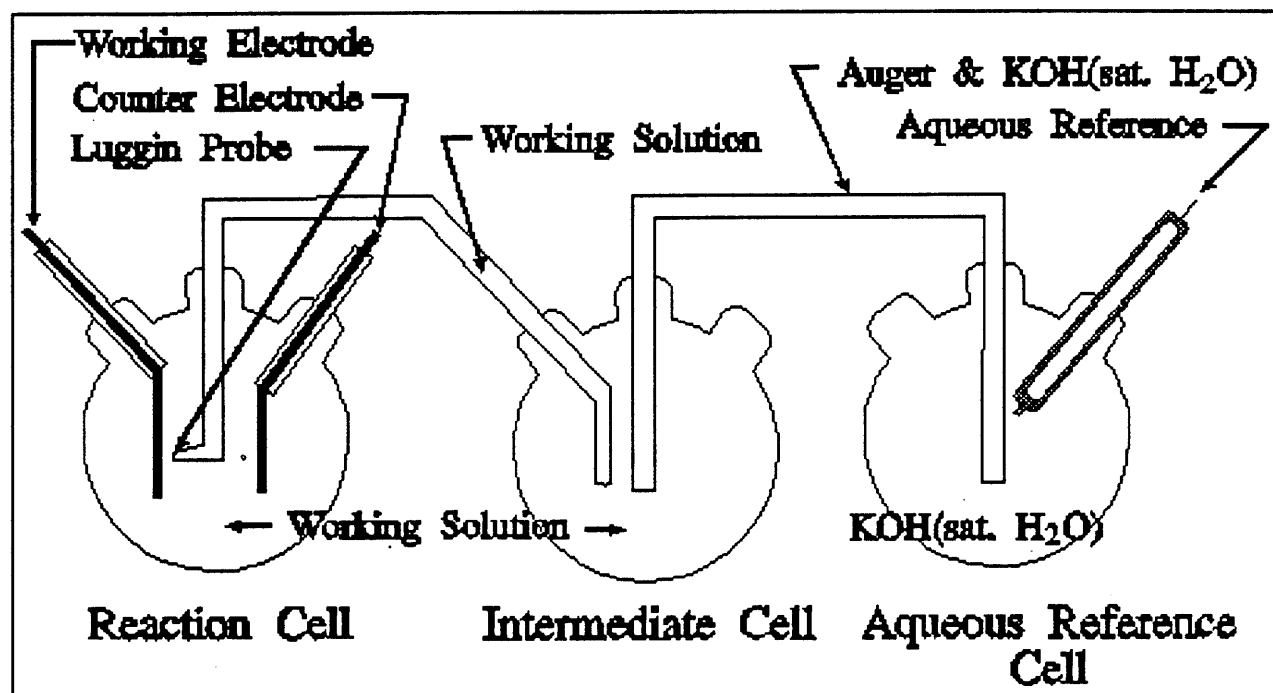 Working Electrode
Counter Electrode
Luggin Probe
Working Solution
Auger & KOH(sat. H₂O)
Aqueous Reference
Working Solution
KOH(sat. H₂O)
Reaction Cell
Intermediate Cell
Aqueous Reference
Cell